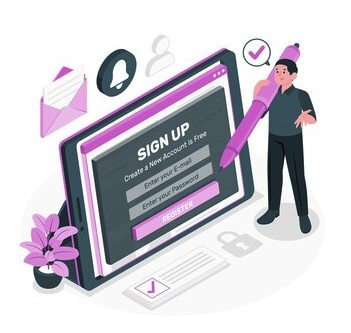 SIGN UP
Create a New Account is Free
Enter your E-mail
Enter your Password
REGISTER